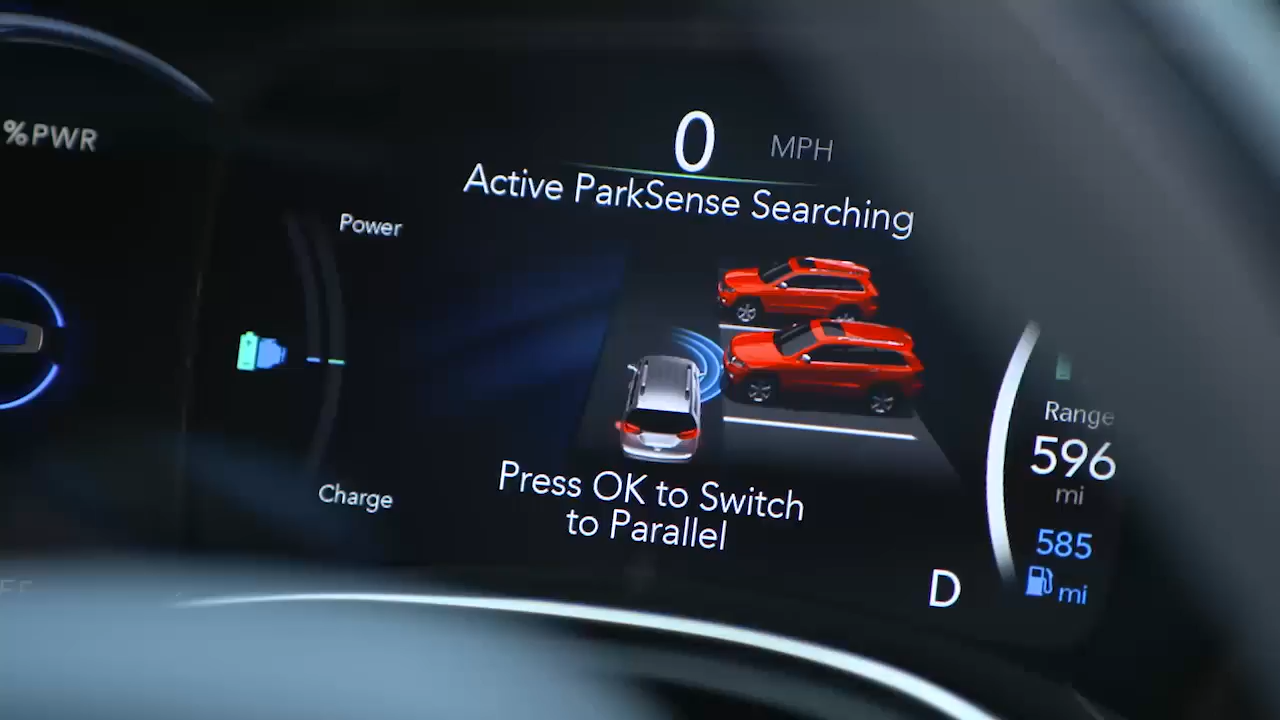 %PWR
0 MPH
Active ParkSense Searching
Power
Charge
Press OK to Switch
to Parallel
D
Range
596
mi
585
mi